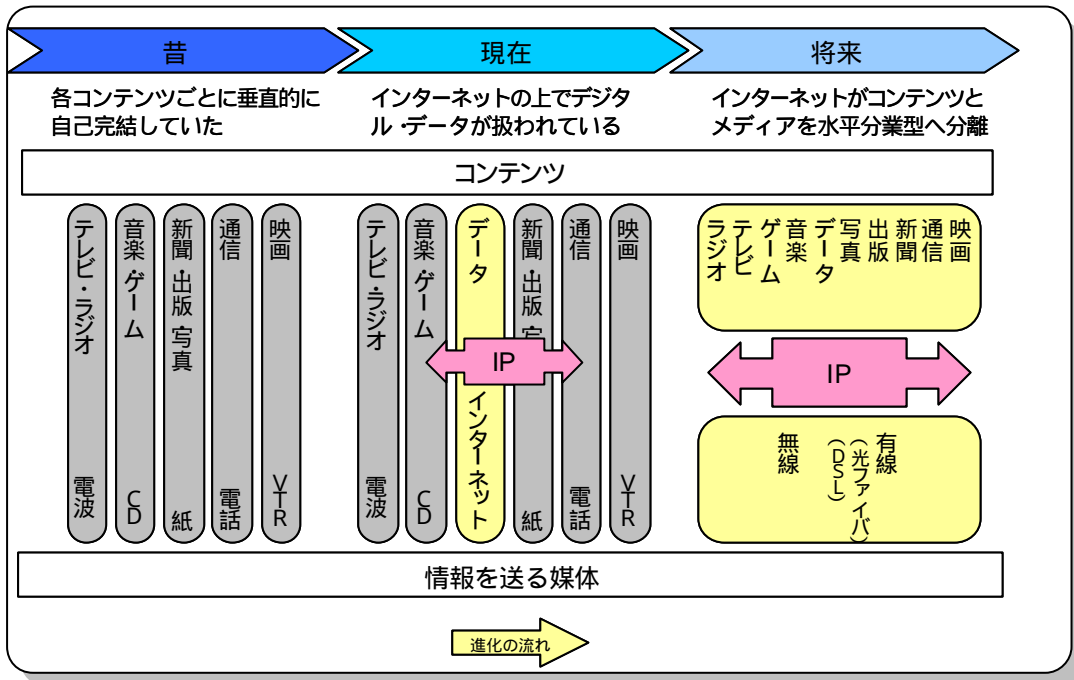 昔
現在
将来
各コンテンツごとに垂直的に
自己完結していた
インターネットの上でデジタ
ル・データが扱われている
インターネットがコンテンツと
メディアを水平分業型へ分離
コンテンツ
テレビ・ラジオ
電波
音楽・ゲーム
CD
新聞・出版・写真
紙
通信
電話
映画
VTR
テレビ・ラジオ
電波
音楽・ゲーム
CD
データ
インターネット
新聞・出版・写
紙
通信
電話
映画
VTR
IP
映画
通信
新聞
出版
写真
データ
音楽
ゲーム
テレビ
ラジオ
IP
有線
(光ファイバ)
(DSL)
無線
情報を送る媒体
進化の流れ